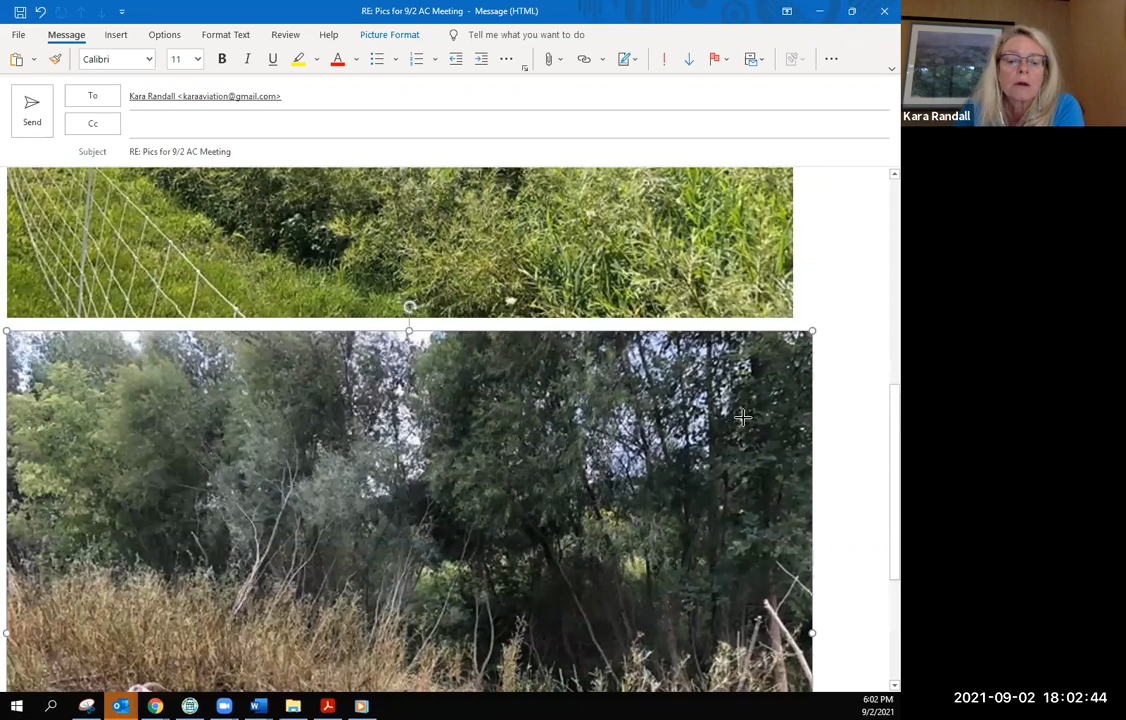 RE: Pics for 9/2 AC Meeting - Message (HTML)
File Message Insert Options Format Text Review Help Picture Format Tell me what you want to do
Calibri 11 B I U A
Send
To Kara Randall <karaaviation@gmail.com>
Cc
Subject RE: Pics for 9/2 AC Meeting
Kara Randall
6:02 PM
9/2/2021
2021-09-02 18:02:44